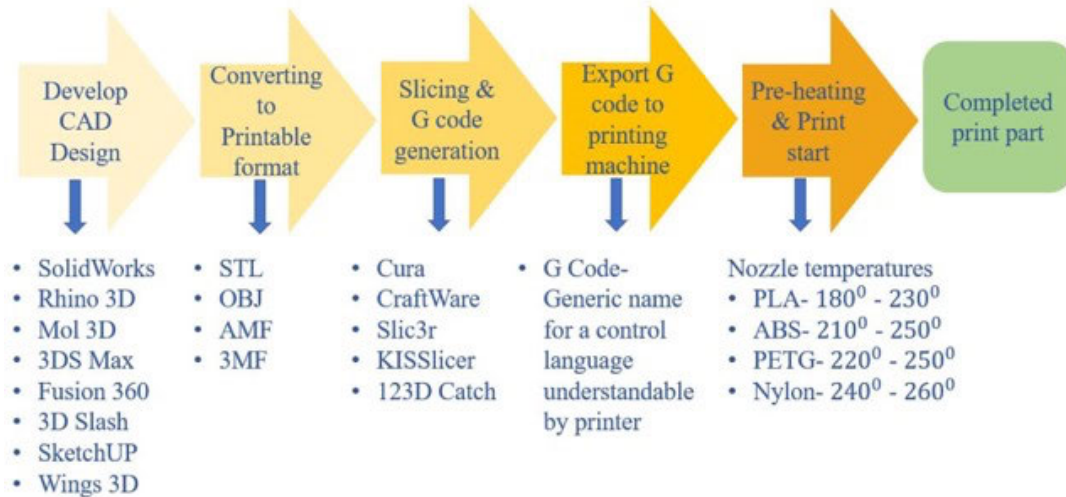 Develop
CAD
Design
Converting
to
Printable
format
Slicing &
G code
generation
Export G
code to
printing
machine
Pre-heating
& Print
start
Completed
print part
• SolidWorks
• Rhino 3D
• Mol 3D
• 3DS Max
• Fusion 360
• 3D Slash
• SketchUP
• Wings 3D
• STL
• OBJ
• AMF
• 3MF
• Cura
• CraftWare
• Slic3r
• KISSlicer
• 123D Catch
• G Code-
Generic name
for a control
language
understandable
by printer
Nozzle temperatures
• PLA- 180⁰ - 230⁰
• ABS- 210⁰ - 250⁰
• PETG- 220⁰ - 250⁰
• Nylon- 240⁰ - 260⁰